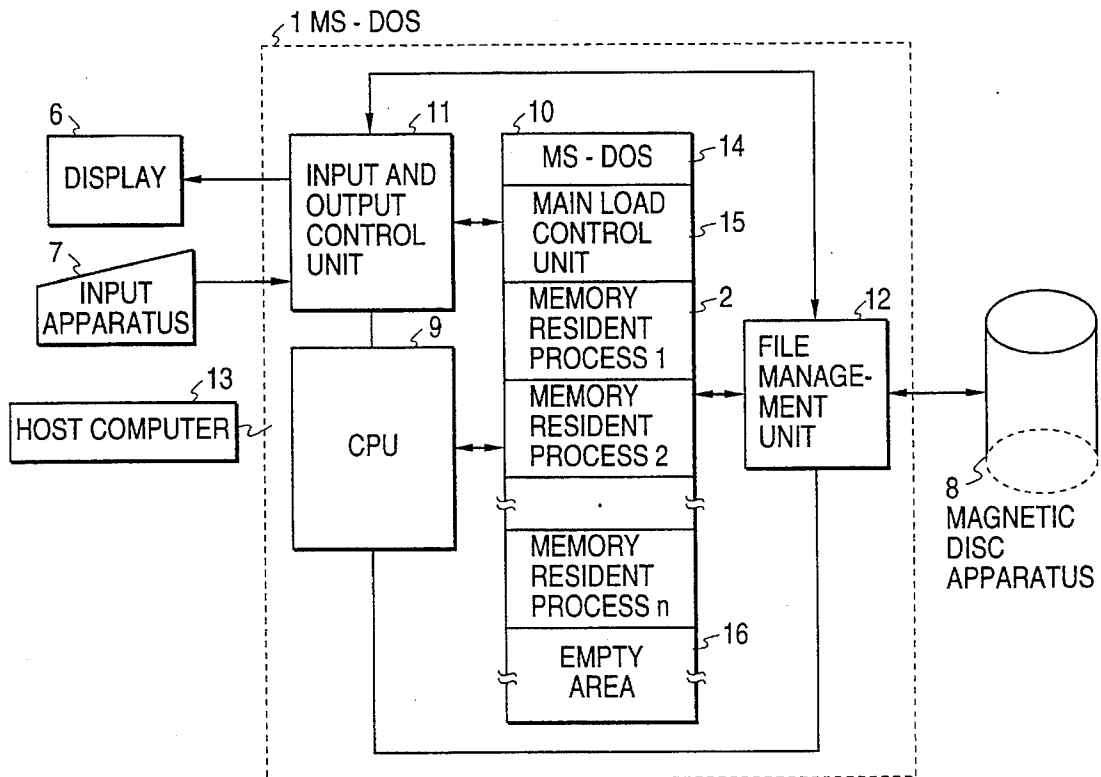 1 MS - DOS
6
DISPLAY
7
INPUT
APPARATUS
13
HOST COMPUTER
11
INPUT AND
OUTPUT
CONTROL
UNIT
9
CPU
10
MS - DOS
14
MAIN LOAD
CONTROL
UNIT
15
MEMORY
RESIDENT
PROCESS 1
2
MEMORY
RESIDENT
PROCESS 2
MEMORY
RESIDENT
PROCESS n
EMPTY
AREA
16
12
FILE
MANAGE-
MENT
UNIT
8
MAGNETIC
DISC
APPARATUS